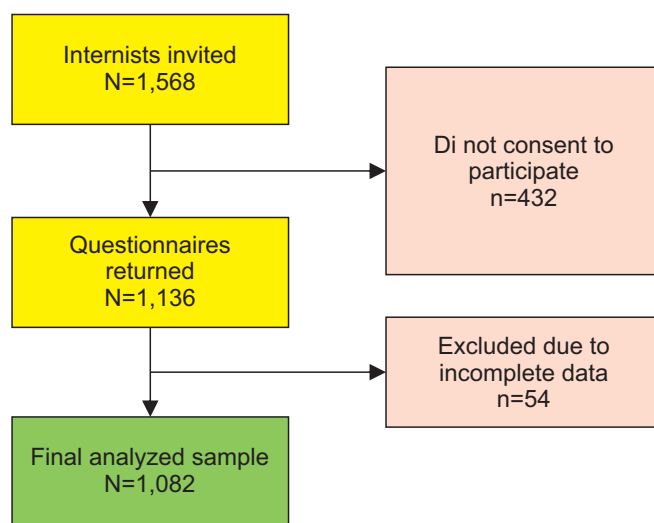 Internists invited
N=1,568
Di not consent to
participate
n=432
Questionnaires
returned
N=1,136
Excluded due to
incomplete data
n=54
Final analyzed sample
N=1,082